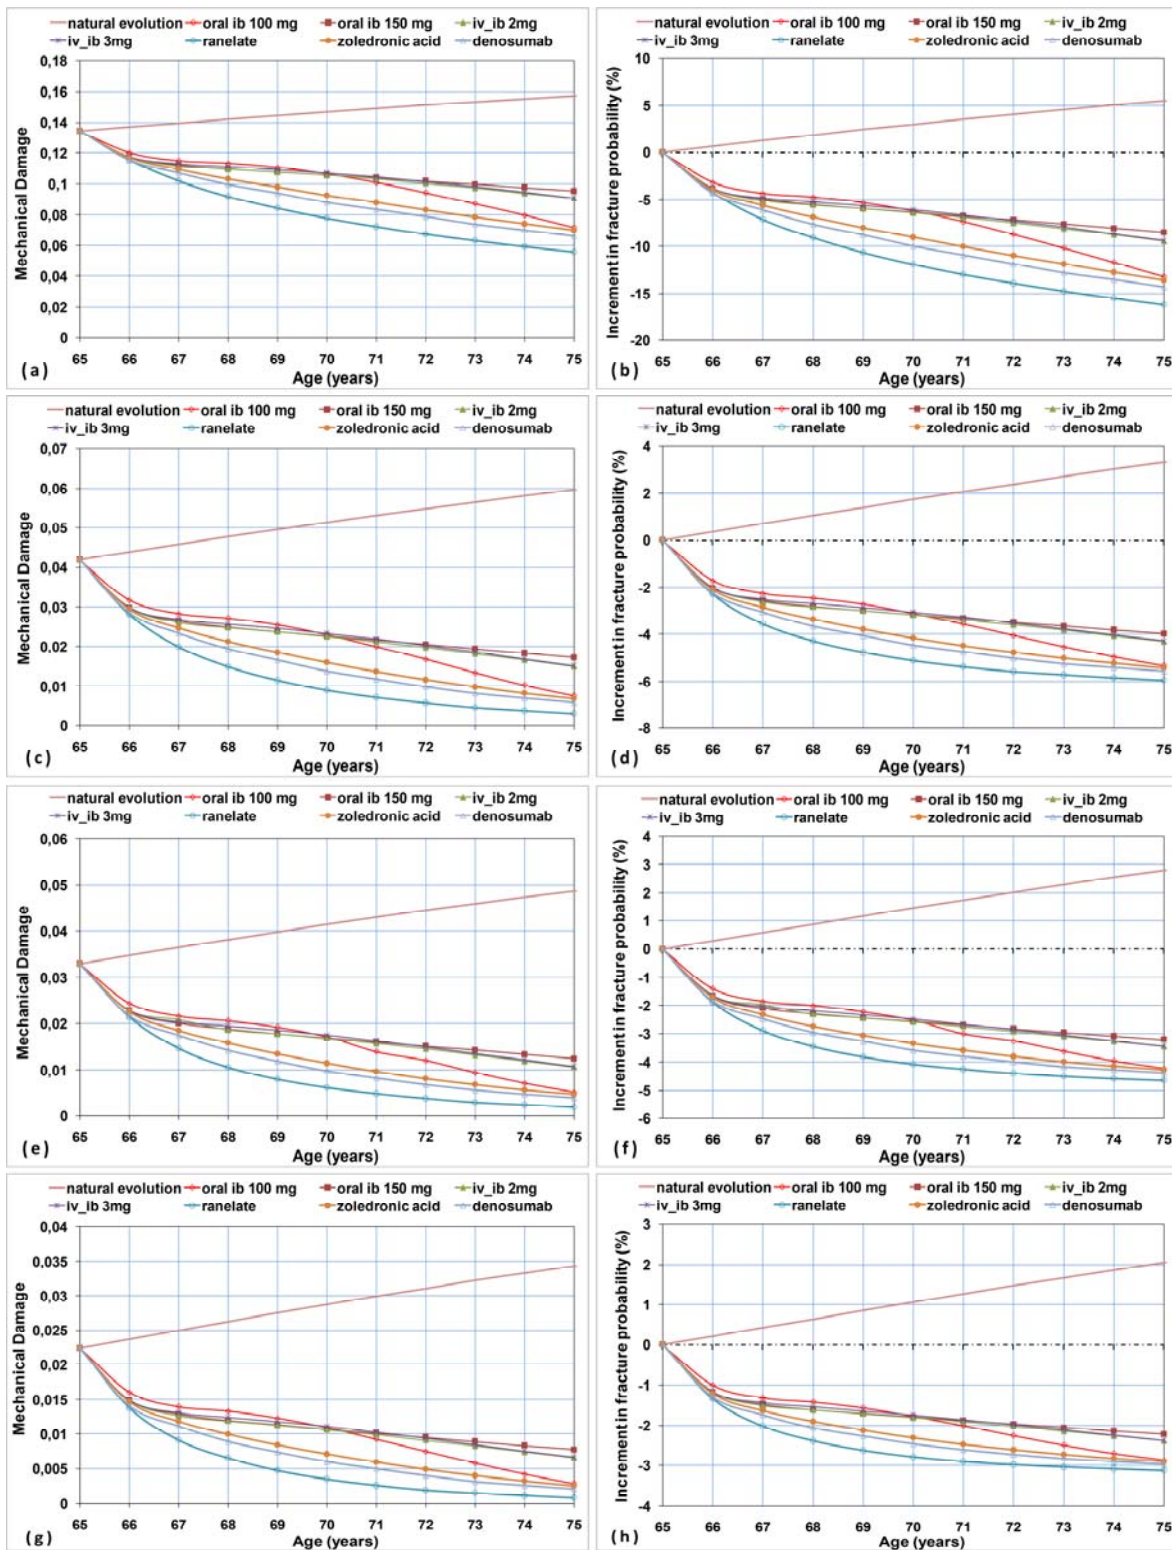 natural evolution oral ib 100 mg oral ib 150 mg iv_ib 2mg
iv_ib 3mg ranelate zoledronic acid denosumab
0,18
0,16
0,14
0,12
0,1
0,08
0,06
0,04
0,02
0
Mechanical Damage
65 66 67 68 69 70 71 72 73 74 75
Age (years)
(a)
natural evolution oral ib 100 mg oral ib 150 mg iv_ib 2mg
iv_ib 3mg ranelate zoledronic acid denosumab
10
5
0
-5
-10
-15
-20
Increment in fracture probability (%)
65 66 67 68 69 70 71 72 73 74 75
Age (years)
(b)
natural evolution oral ib 100 mg oral ib 150 mg iv_ib 2mg
iv_ib 3mg ranelate zoledronic acid denosumab
0,07
0,06
0,05
0,04
0,03
0,02
0,01
0
Mechanical Damage
65 66 67 68 69 70 71 72 73 74 75
Age (years)
(c)
natural evolution oral ib 100 mg oral ib 150 mg iv_ib 2mg
iv_ib 3mg ranelate zoledronic acid denosumab
4
2
0
-2
-4
-6
-8
Increment in fracture probability (%)
65 66 67 68 69 70 71 72 73 74 75
Age (years)
(d)
natural evolution oral ib 100 mg oral ib 150 mg iv_ib 2mg
iv_ib 3mg ranelate zoledronic acid denosumab
0,06
0,05
0,04
0,03
0,02
0,01
0
Mechanical Damage
65 66 67 68 69 70 71 72 73 74 75
Age (years)
(e)
natural evolution oral ib 100 mg oral ib 150 mg iv_ib 2mg
iv_ib 3mg ranelate zoledronic acid denosumab
4
3
2
1
0
-1
-2
-3
-4
-5
-6
Increment in fracture probability (%)
65 66 67 68 69 70 71 72 73 74 75
Age (years)
(f)
natural evolution oral ib 100 mg oral ib 150 mg iv_ib 2mg
iv_ib 3mg ranelate zoledronic acid denosumab
0,04
0,035
0,03
0,025
0,02
0,015
0,01
0,005
0
Mechanical Damage
65 66 67 68 69 70 71 72 73 74 75
Age (years)
(g)
natural evolution oral ib 100 mg oral ib 150 mg iv_ib 2mg
iv_ib 3mg ranelate zoledronic acid denosumab
3
2
1
0
-1
-2
-3
-4
Increment in fracture probability (%)
65 66 67 68 69 70 71 72 73 74 75
Age (years)
(h)